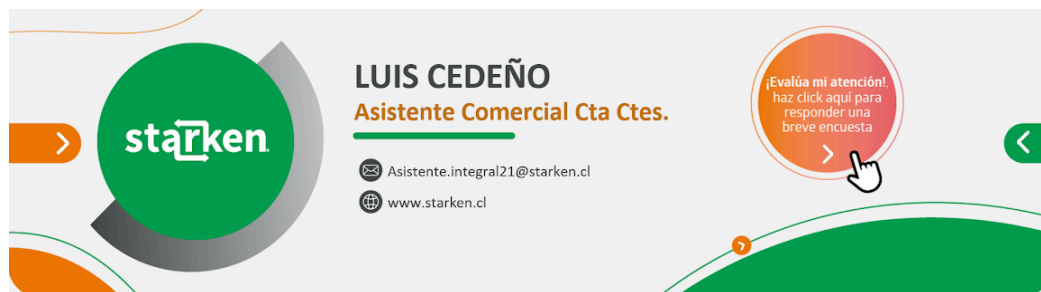 starken
LUIS CEDEÑO
Asistente Comercial Cta Ctes.
Asistente.integral21@starken.cl
www.starken.cl
¡Evalúa mi atención!,
haz click aquí para
responder una
breve encuesta